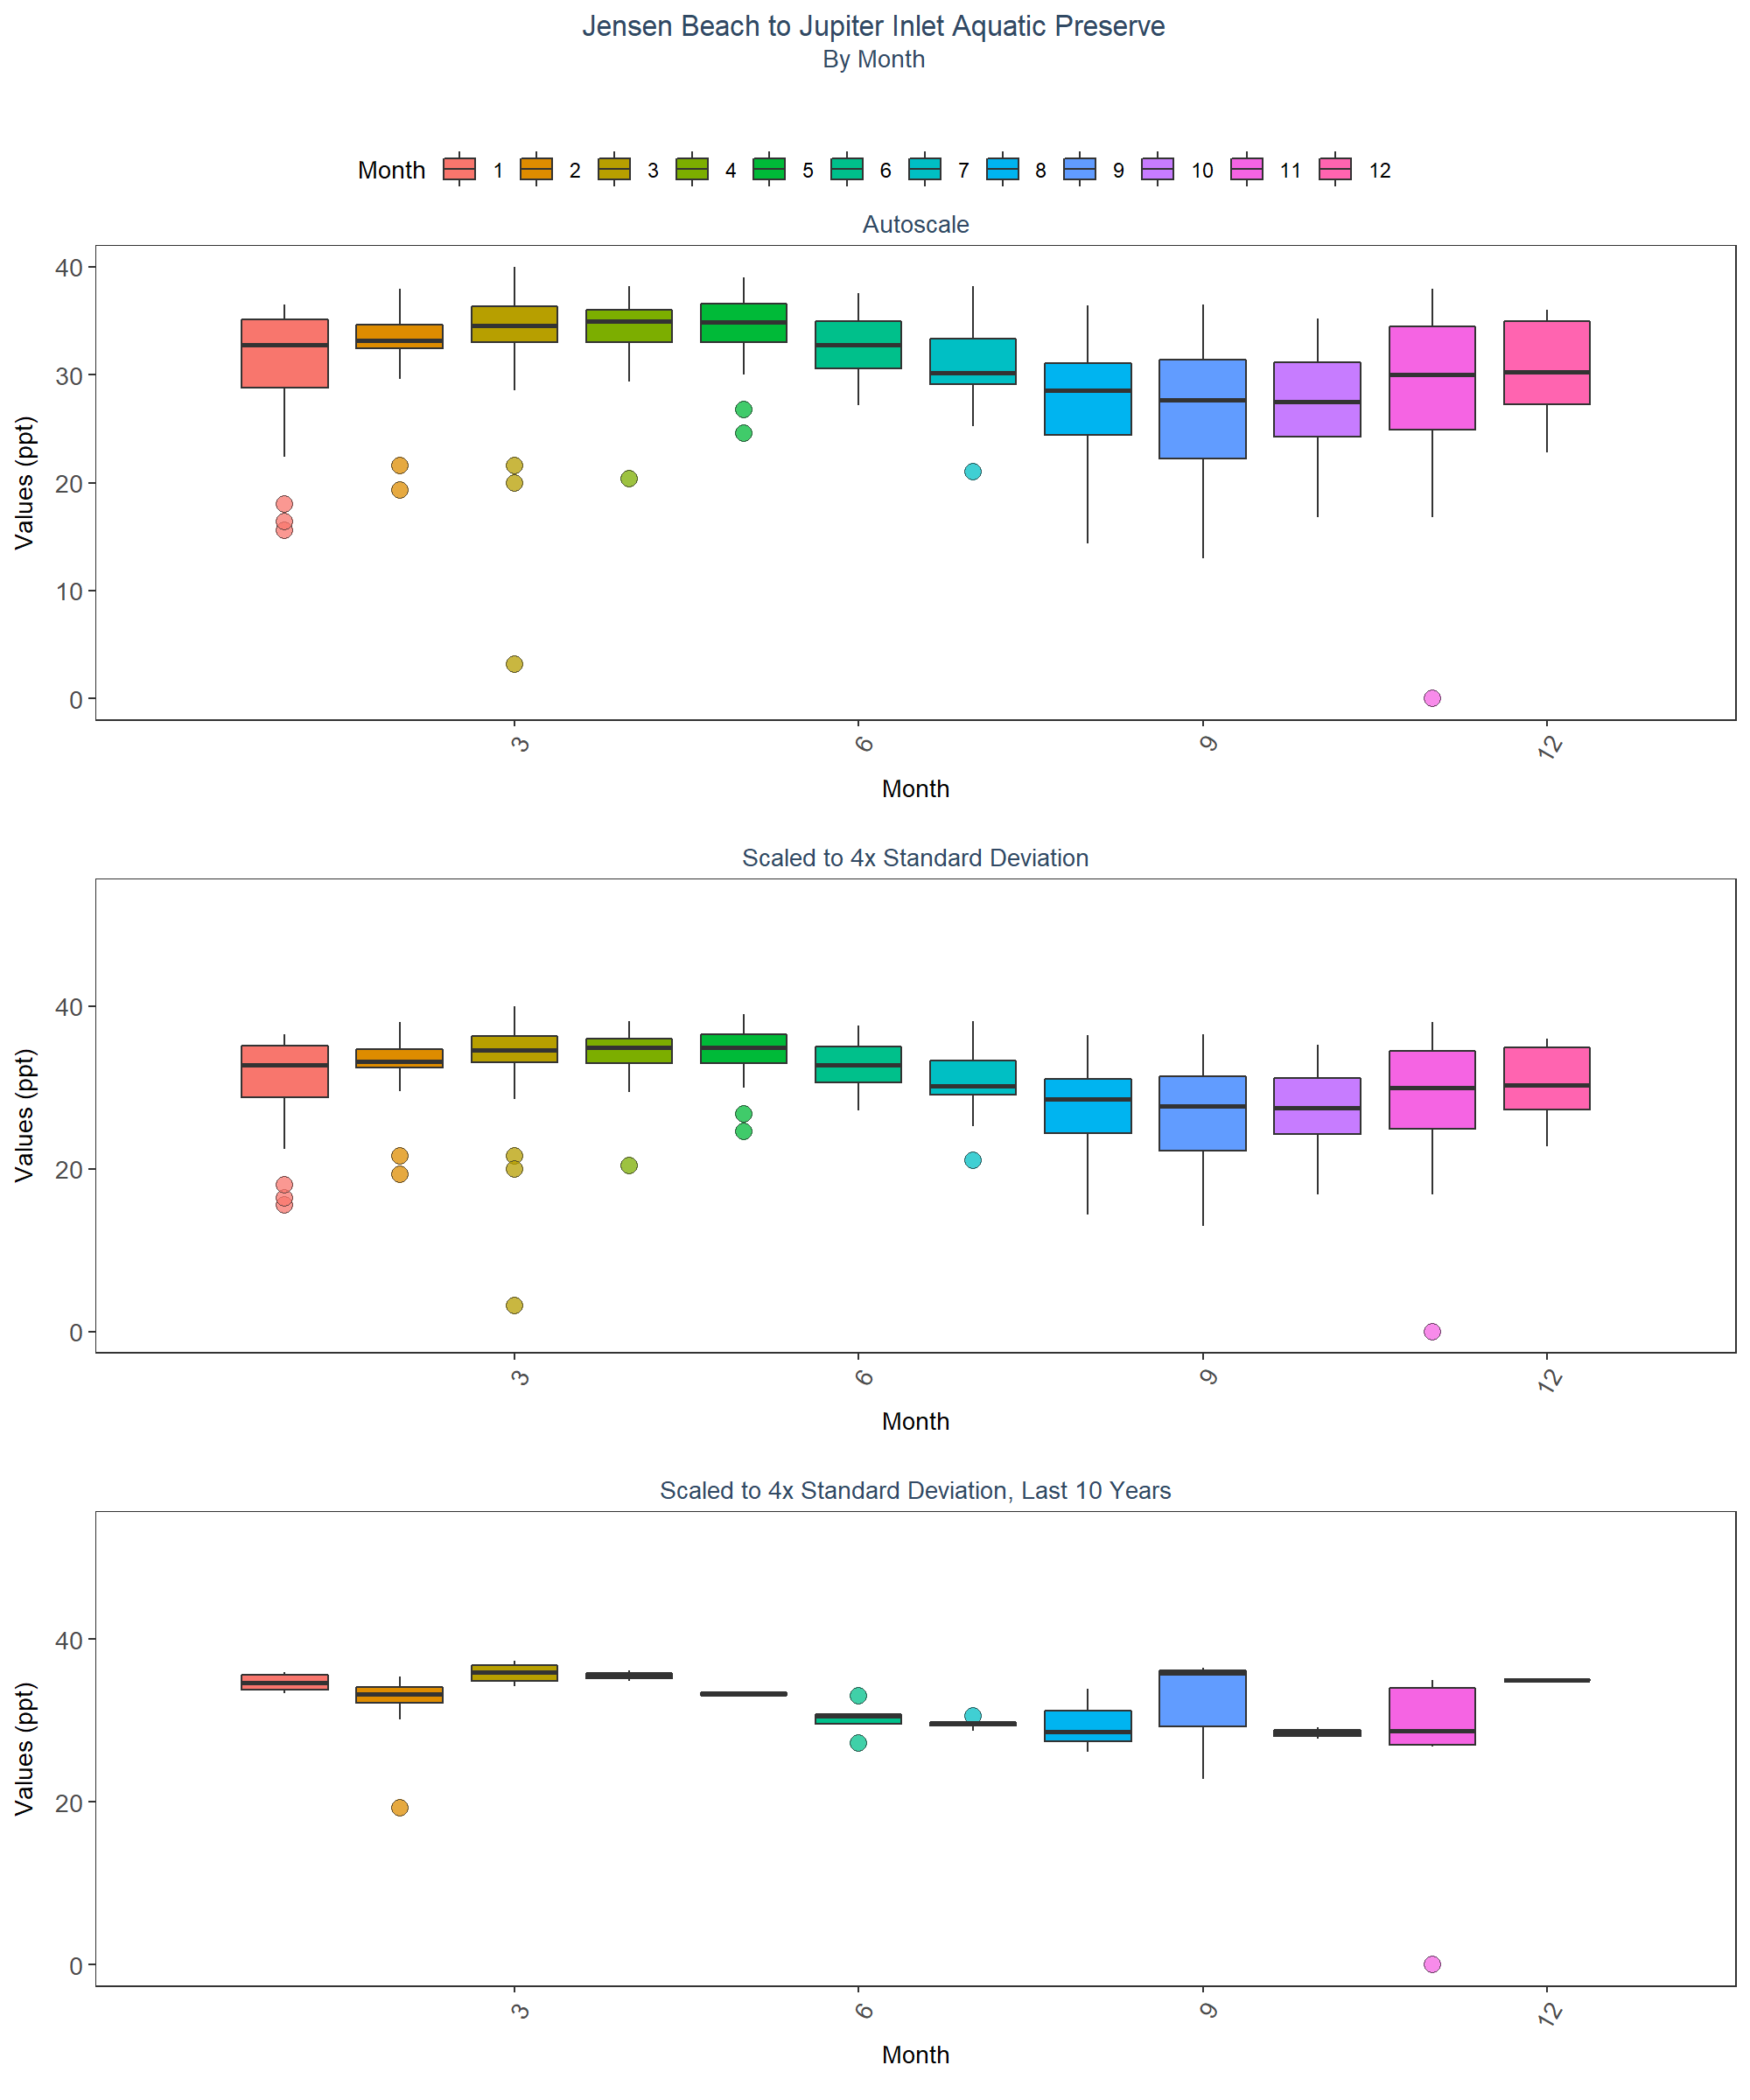 Jensen Beach to Jupiter Inlet Aquatic Preserve
By Month
Month 1 2 3 4 5 6 7 8 9 10 11 12
Autoscale
Values (ppt)
40
30
20
10
0
3 6 9 12
Month
Scaled to 4x Standard Deviation
Values (ppt)
40
20
0
3 6 9 12
Month
Scaled to 4x Standard Deviation, Last 10 Years
Values (ppt)
40
20
0
3 6 9 12
Month